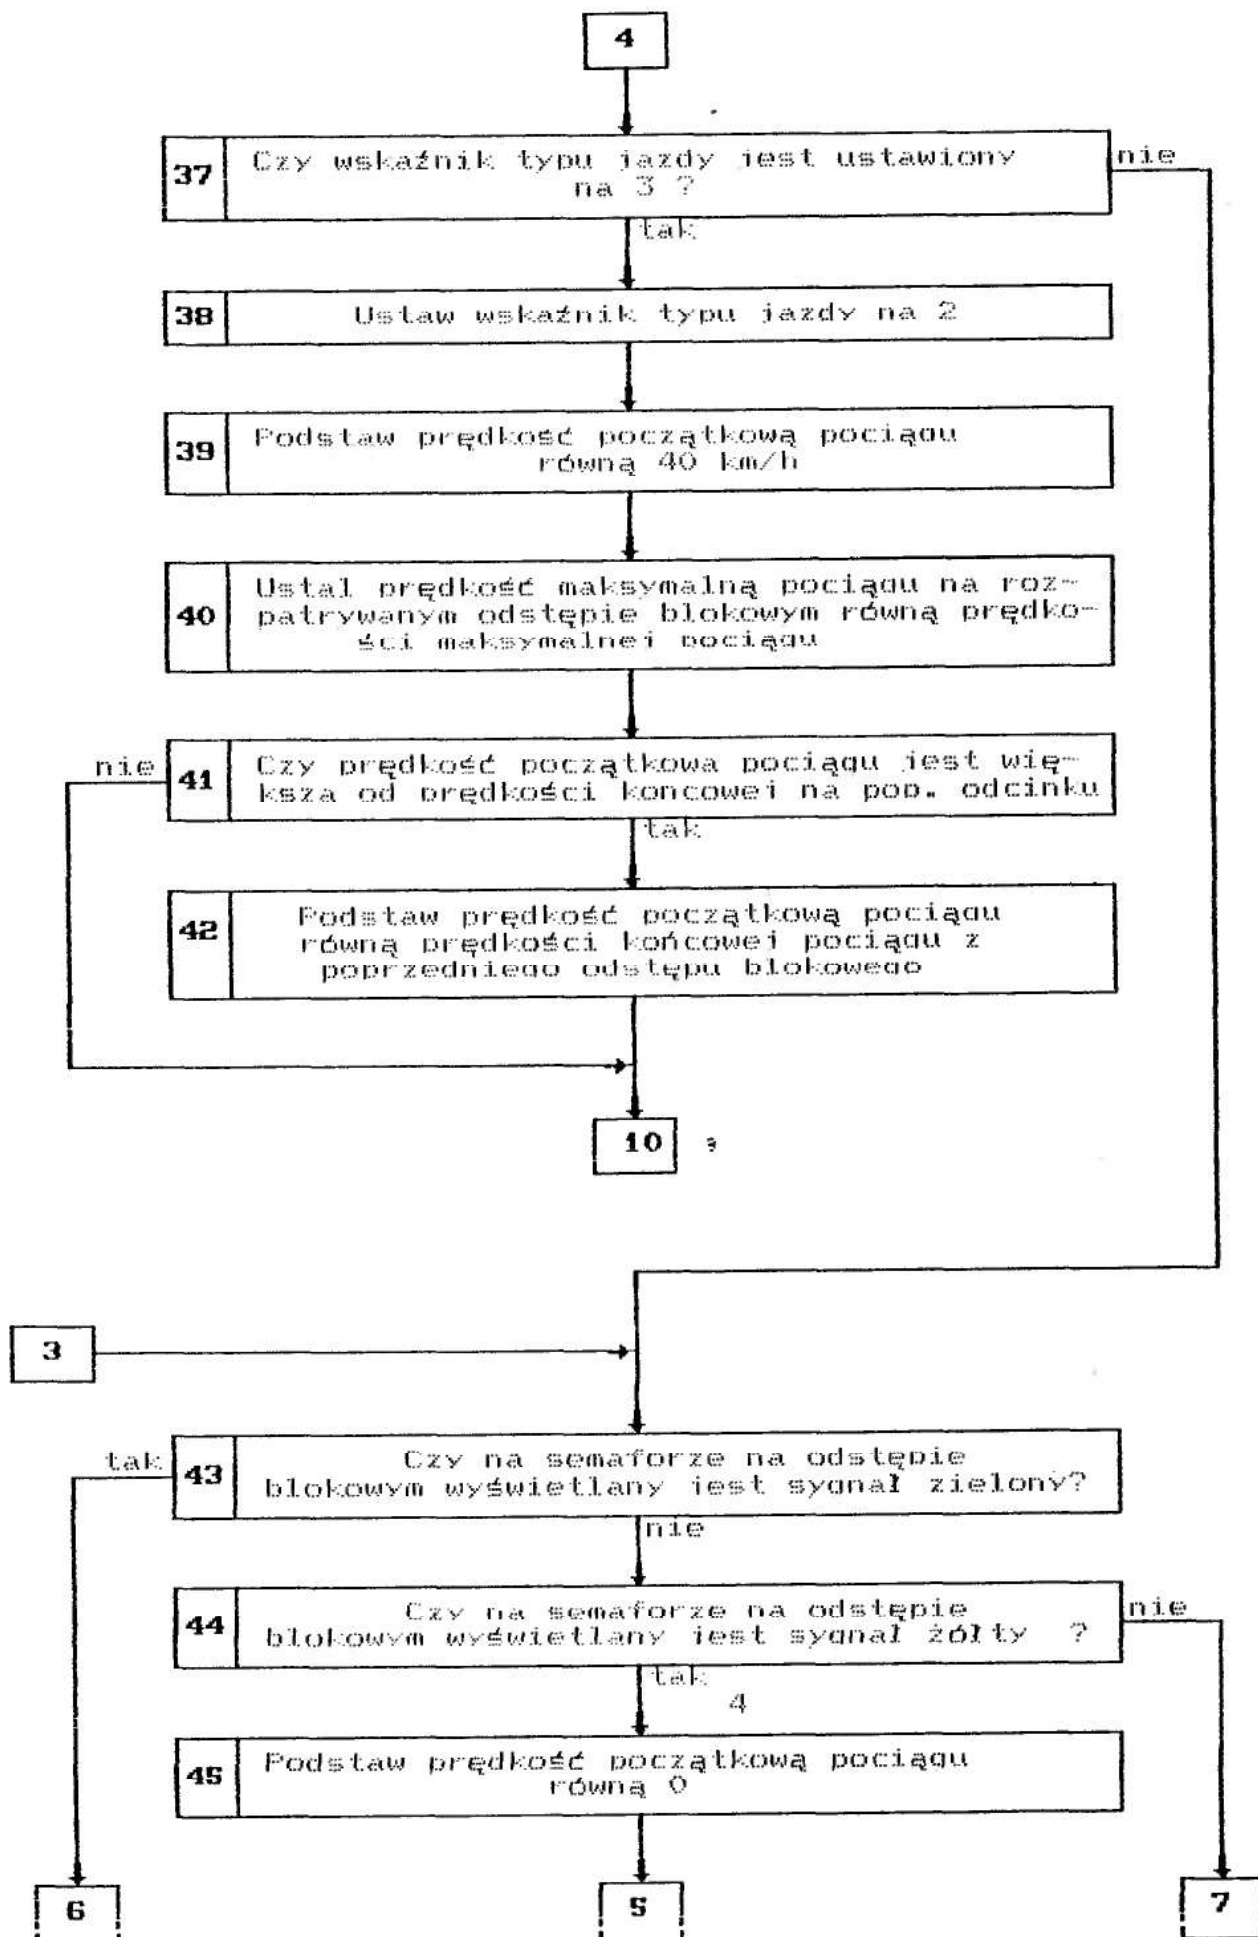 4
37 Czy wskaźnik typu jazdy jest ustawiony
na 3 ?
nie
tak
38 Ustaw wskaźnik typu jazdy na 2
39 Podstaw prędkość początkową pociągu
równą 40 km/h
40 Ustal prędkość maksymalną pociągu na roz-
patrywanym odstępie blokowym równą prędko-
ści maksymalnej pociągu
nie
41 Czy prędkość początkowa pociągu jest wię-
ksza od prędkości koncowej na pop. odcinku
tak
42 Podstaw prędkość początkową pociągu
równą prędkości końcowej pociągu z
poprzedniego odstępu blokowego
10
3
tak
43 Czy na semaforze na odstępie
blokowym wyświetlany jest sygnał zielony?
nie
44 Czy na semaforze na odstępie
blokowym wyświetlany jest sygnał żółty ?
nie
tak
4
45 Podstaw prędkość początkową pociągu
równą 0
6
5
7